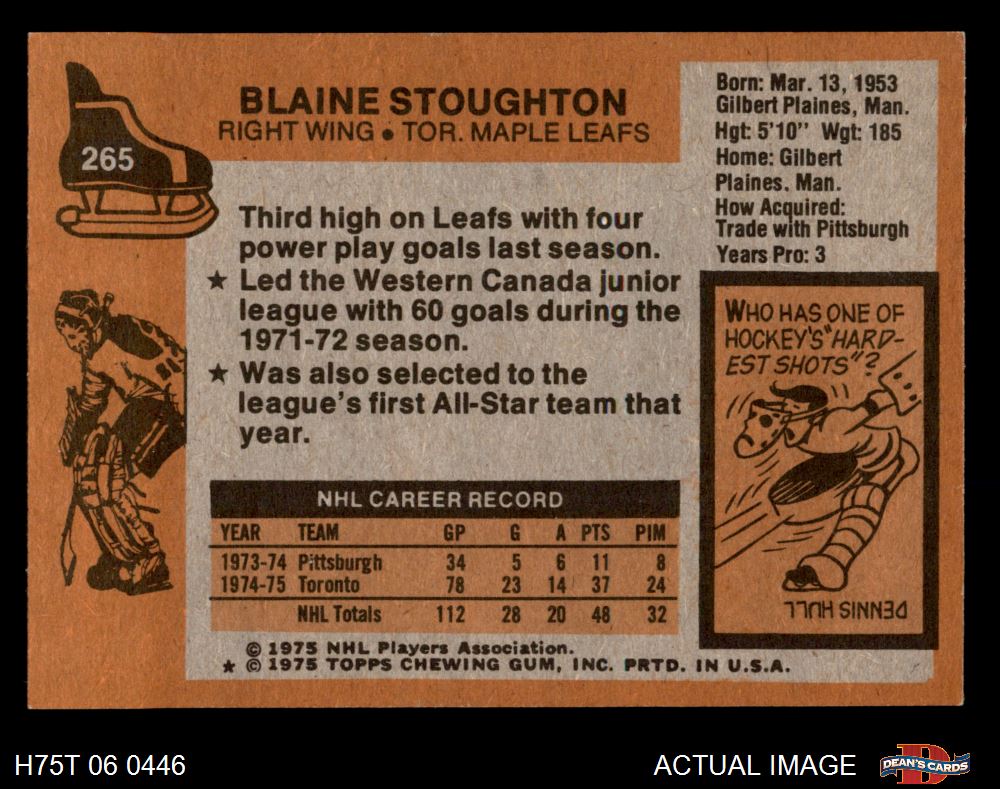 265
BLAINE STOUGHTON
RIGHT WING • TOR. MAPLE LEAFS
Born: Mar. 13, 1953
Gilbert Plaines, Man.
Hgt: 5'10" Wgt: 185
Home: Gilbert
Plaines, Man.
How Acquired:
Trade with Pittsburgh
Years Pro: 3
Third high on Leafs with four
power play goals last season.
★ Led the Western Canada junior
league with 60 goals during the
1971-72 season.
★ Was also selected to the
league's first All-Star team that
year.
WHO HAS ONE OF
HOCKEY'S "HARD-
EST SHOTS"?
DENNIS HULL
NHL CAREER RECORD
YEAR TEAM GP G A PTS PIM
1973-74 Pittsburgh 34 5 6 11 8
1974-75 Toronto 78 23 14 37 24
NHL Totals 112 28 20 48 32
© 1975 NHL Players Association.
★ © 1975 TOPPS CHEWING GUM, INC. PRTD. IN U.S.A.
H75T 06 0446
ACTUAL IMAGE
D
DEAN'S CARDS